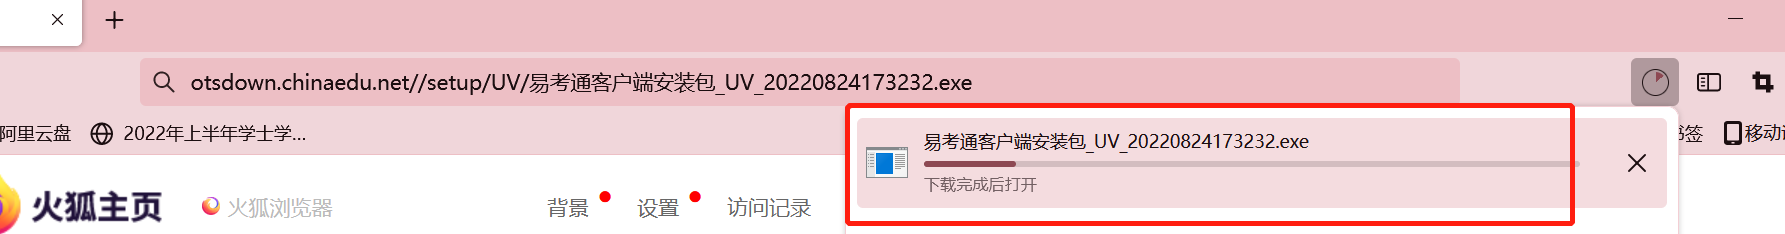 otsdown.chinaedu.net//setup/UV/易考通客户端安装包_UV_20220824173232.exe
阿里云盘
2022年上半年学士学...
书签
移动
易考通客户端安装包_UV_20220824173232.exe
下载完成后打开
火狐主页
火狐浏览器
背景
设置
访问记录